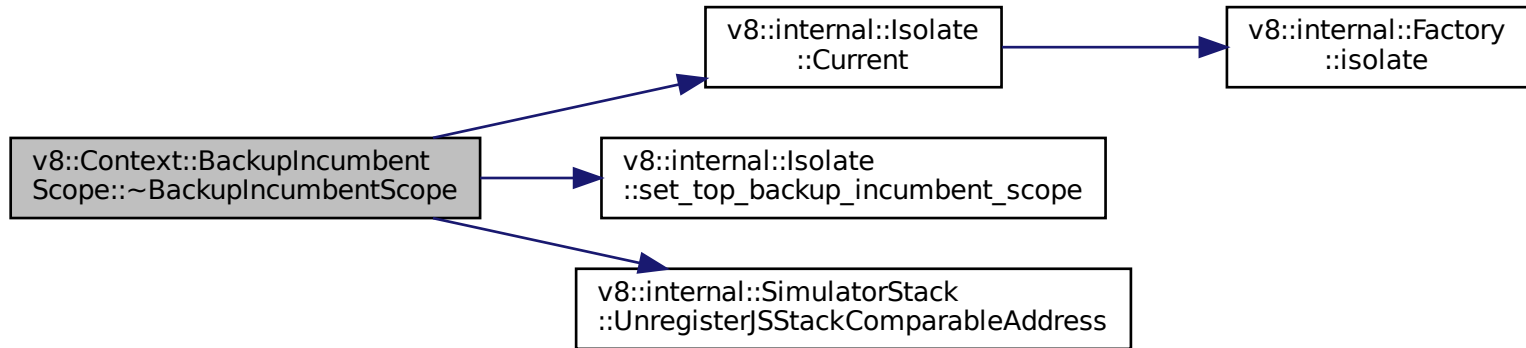 v8::Context::BackupIncumbent
Scope::~BackupIncumbentScope
v8::internal::Isolate
::Current
v8::internal::Factory
::isolate
v8::internal::Isolate
::set_top_backup_incumbent_scope
v8::internal::SimulatorStack
::UnregisterJSStackComparableAddress